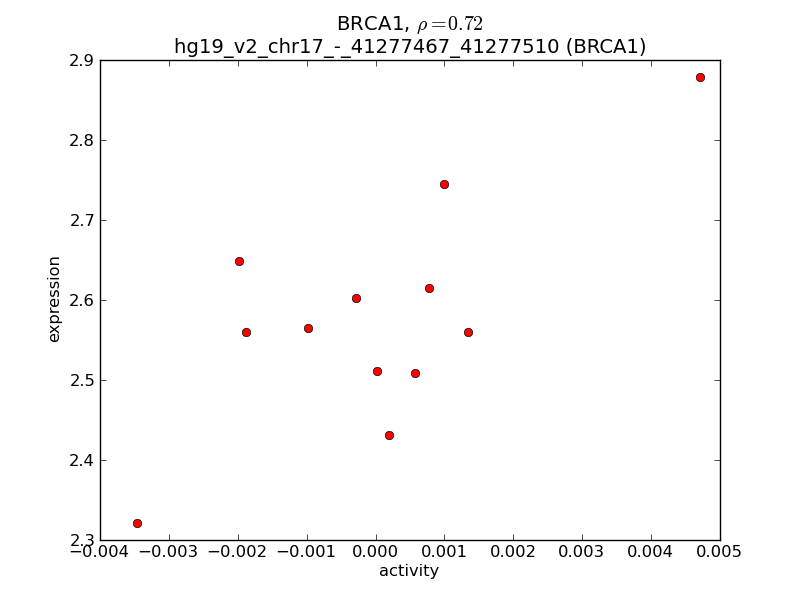 BRCA1, ρ=0.72
hg19_v2_chr17_-_41277467_41277510 (BRCA1)
2.9
2.8
2.7
2.6
2.5
2.4
2.3
expression
−0.004 −0.003 −0.002 −0.001 0.000 0.001 0.002 0.003 0.004 0.005
activity